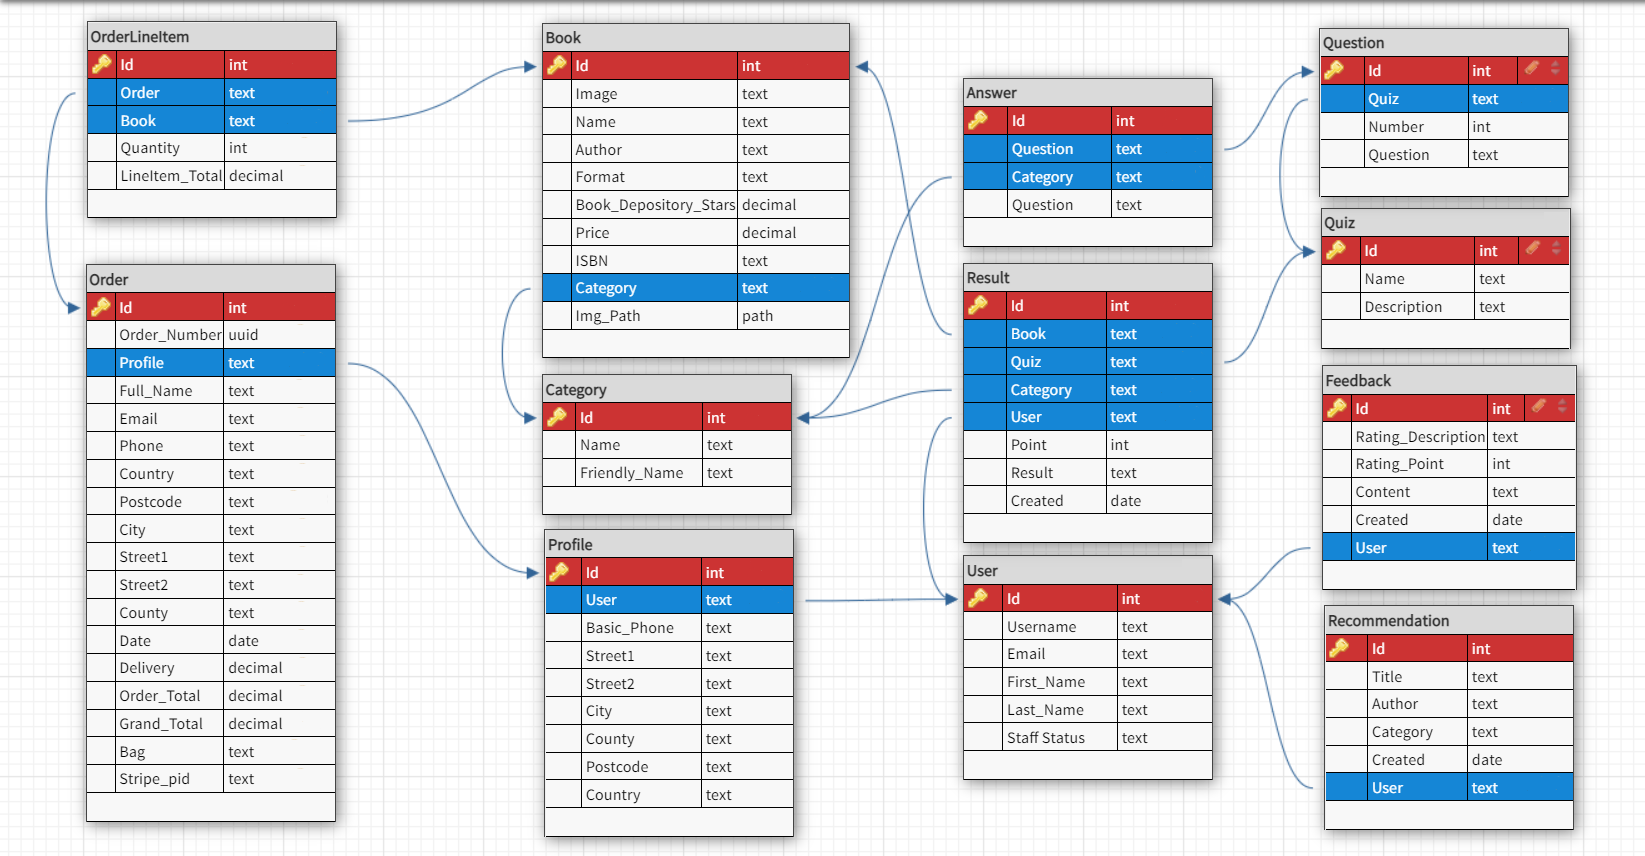 OrderLineItem
Id int
Order text
Book text
Quantity int
LineItem_Total decimal
Order
Id int
Order_Number uuid
Profile text
Full_Name text
Email text
Phone text
Country text
Postcode text
City text
Street1 text
Street2 text
County text
Date date
Delivery decimal
Order_Total decimal
Grand_Total decimal
Bag text
Stripe_pid text
Book
Id int
Image text
Name text
Author text
Format text
Book_Depository_Stars decimal
Price decimal
ISBN text
Category text
Img_Path path
Category
Id int
Name text
Friendly_Name text
Profile
Id int
User text
Basic_Phone text
Street1 text
Street2 text
City text
County text
Postcode text
Country text
Answer
Id int
Question text
Category text
Question text
Result
Id int
Book text
Quiz text
Category text
User text
Point int
Result text
Created date
User
Id int
Username text
Email text
First_Name text
Last_Name text
Staff Status text
Question
Id int
Quiz text
Number int
Question text
Quiz
Id int
Name text
Description text
Feedback
Id int
Rating_Description text
Rating_Point int
Content text
Created date
User text
Recommendation
Id int
Title text
Author text
Category text
Created date
User text